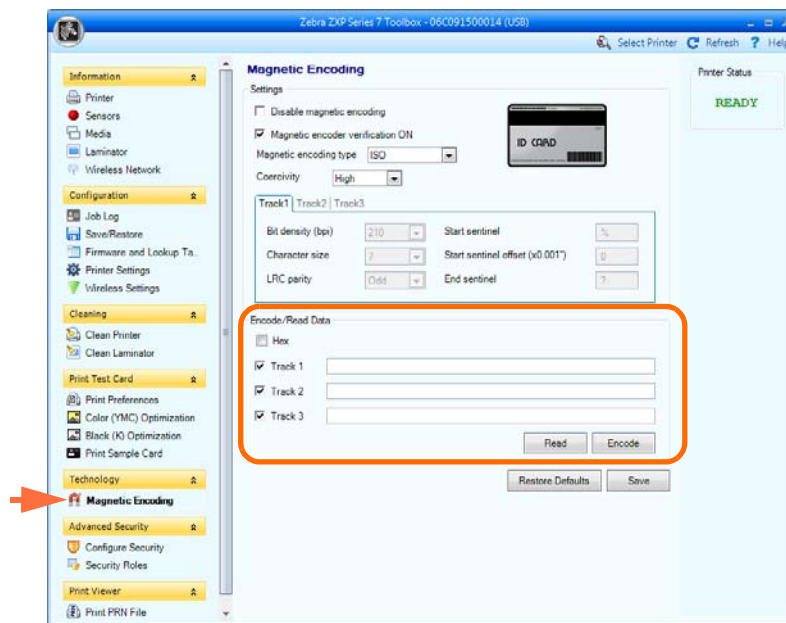 Zebra ZXP Series 7 Toolbox - 06C091500014 (USB)
Select Printer Refresh ? Help
Information
Printer
Sensors
Media
Laminator
Wireless Network
Configuration
Job Log
Save/Restore
Firmware and Lookup Ta..
Printer Settings
Wireless Settings
Cleaning
Clean Printer
Clean Laminator
Print Test Card
Print Preferences
Color (YMC) Optimization
Black (K) Optimization
Print Sample Card
Technology
Magnetic Encoding
Advanced Security
Configure Security
Security Roles
Print Viewer
Print PRN File
Magnetic Encoding
Settings
Disable magnetic encoding
Magnetic encoder verification ON
Magnetic encoding type ISO
Coercivity High
ID CARD
Track1 Track2 Track3
Bit density (bpi) 210 Start sentinel %
Character size 7 Start sentinel offset (x0.001") 0
LRC parity Odd End sentinel ?
Encode/Read Data
Hex
Track 1
Track 2
Track 3
Read Encode
Restore Defaults Save
Printer Status
READY